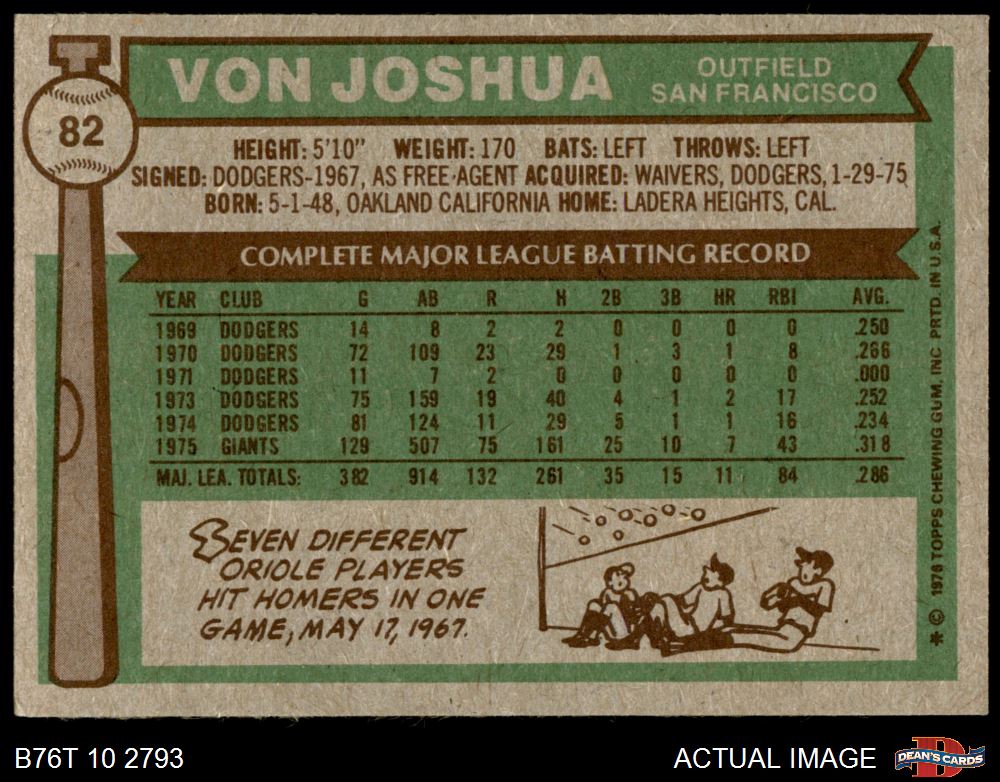 VON JOSHUA
OUTFIELD
SAN FRANCISCO
82
HEIGHT: 5'10" WEIGHT: 170 BATS: LEFT THROWS: LEFT
SIGNED: DODGERS-1967, AS FREE AGENT ACQUIRED: WAIVERS, DODGERS, 1-29-75
BORN: 5-1-48, OAKLAND CALIFORNIA HOME: LADERA HEIGHTS, CAL.
COMPLETE MAJOR LEAGUE BATTING RECORD
YEAR CLUB G AB R H 2B 3B HR RBI AVG.
1969 DODGERS 14 8 2 2 0 0 0 0 .250
1970 DODGERS 72 109 23 29 1 3 1 8 .266
1971 DODGERS 11 7 2 0 0 0 0 0 .000
1973 DODGERS 75 159 19 40 4 1 2 17 .252
1974 DODGERS 81 124 11 29 5 1 1 16 .234
1975 GIANTS 129 507 75 161 25 10 7 43 .318
MAJ. LEA. TOTALS: 382 914 132 261 35 15 11 84 .286
SEVEN DIFFERENT
ORIOLE PLAYERS
HIT HOMERS IN ONE
GAME, MAY 17, 1967.
* © 1976 TOPPS CHEWING GUM, INC PRTD. IN U.S.A.
B76T 10 2793
ACTUAL IMAGE
D
DEAN'S CARDS